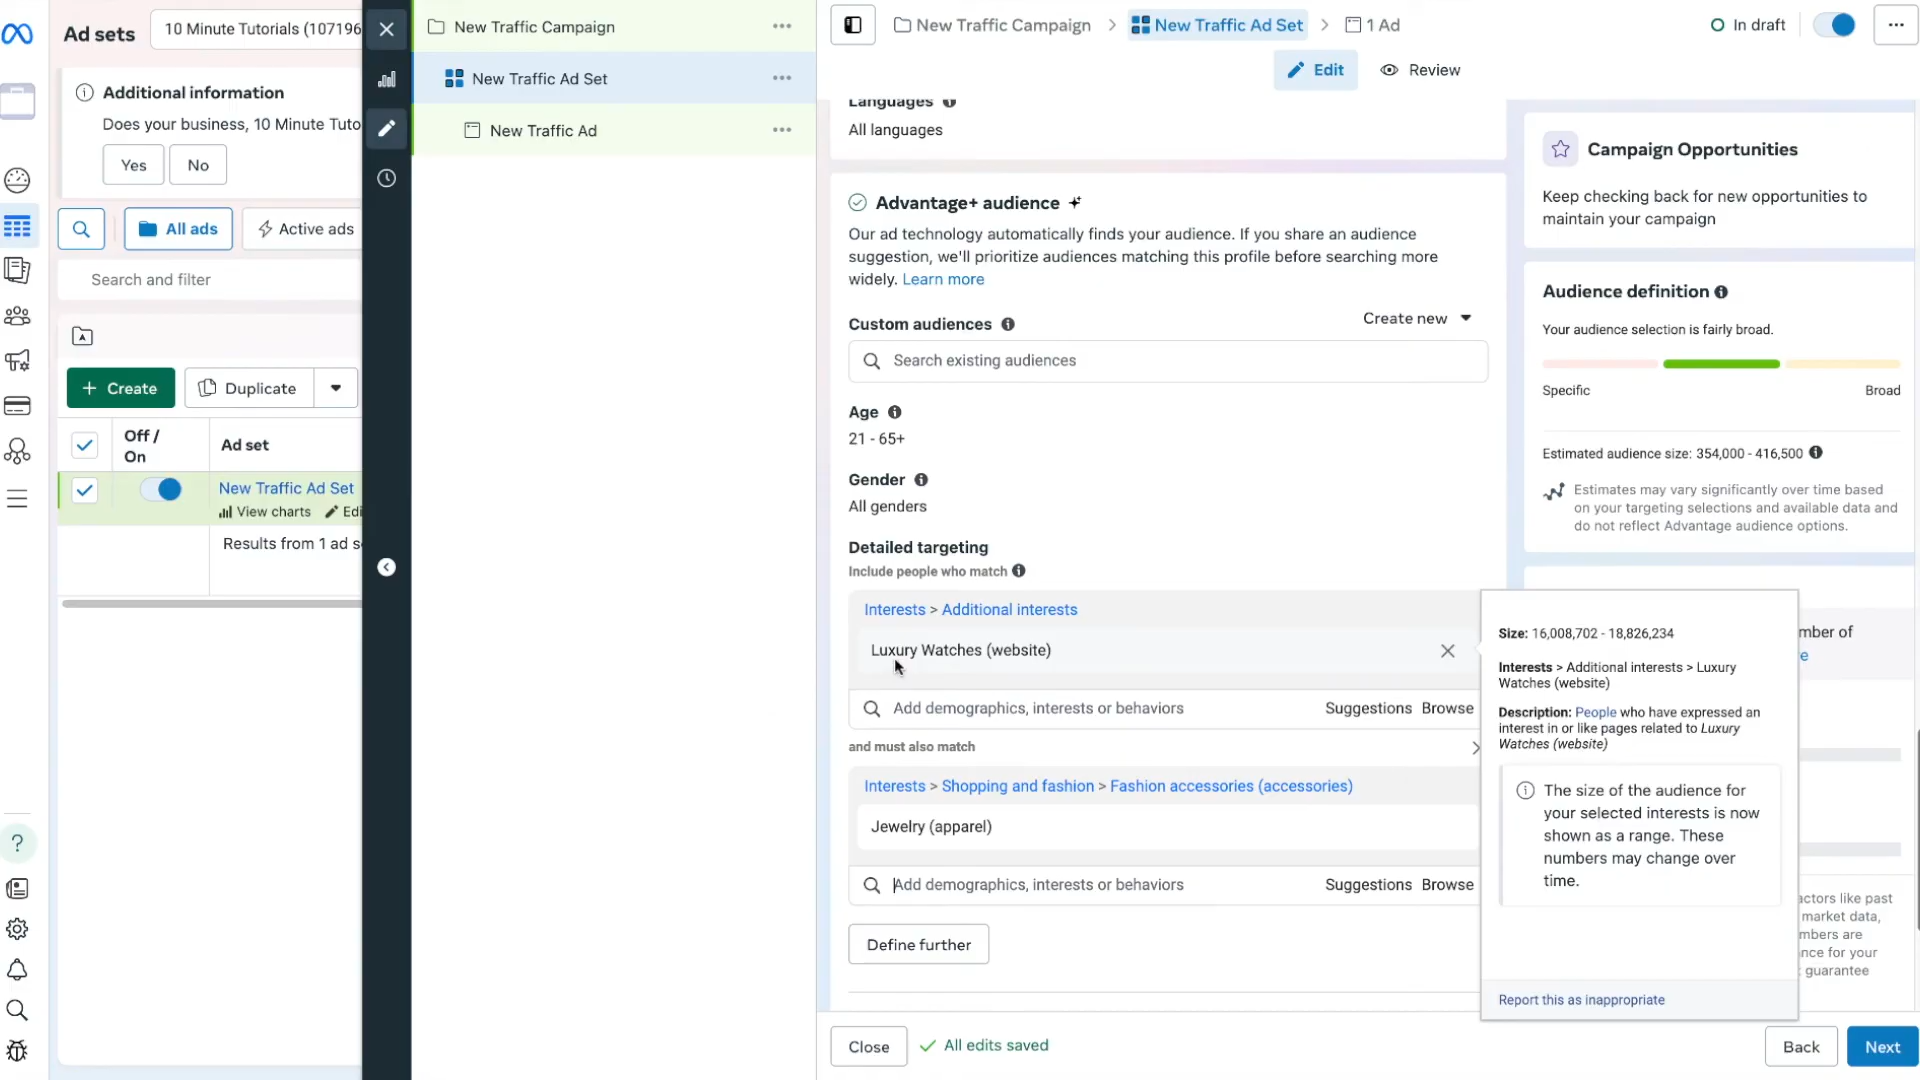 Ad sets
10 Minute Tutorials (107196
Additional information
Does your business, 10 Minute Tuto
Yes
No
All ads
Active ads
Search and filter
Create
Duplicate
Off /
On
Ad set
New Traffic Ad Set
View charts
Edi
Results from 1 ad s
New Traffic Campaign
New Traffic Ad Set
New Traffic Ad
New Traffic Campaign
New Traffic Ad Set
1 Ad
In draft
Edit
Review
Languages
All languages
Advantage+ audience
Our ad technology automatically finds your audience. If you share an audience
suggestion, we'll prioritize audiences matching this profile before searching more
widely. Learn more
Custom audiences
Create new
Search existing audiences
Age
21 - 65+
Gender
All genders
Detailed targeting
Include people who match
Interests > Additional interests
Luxury Watches (website)
Add demographics, interests or behaviors
Suggestions Browse
and must also match
Interests > Shopping and fashion > Fashion accessories (accessories)
Jewelry (apparel)
Add demographics, interests or behaviors
Suggestions Browse
Define further
Close
All edits saved
Back
Next
Campaign Opportunities
Keep checking back for new opportunities to
maintain your campaign
Audience definition
Your audience selection is fairly broad.
Specific
Broad
Estimated audience size: 354,000 - 416,500
Estimates may vary significantly over time based
on your targeting selections and available data and
do not reflect Advantage audience options.
Size: 16,008,702 - 18,826,234
Interests > Additional interests > Luxury
Watches (website)
Description: People who have expressed an
interest in or like pages related to Luxury
Watches (website)
The size of the audience for
your selected interests is now
shown as a range. These
numbers may change over
time.
Report this as inappropriate
mber of
e
actors like past
market data,
mbers are
nce for your
guarantee